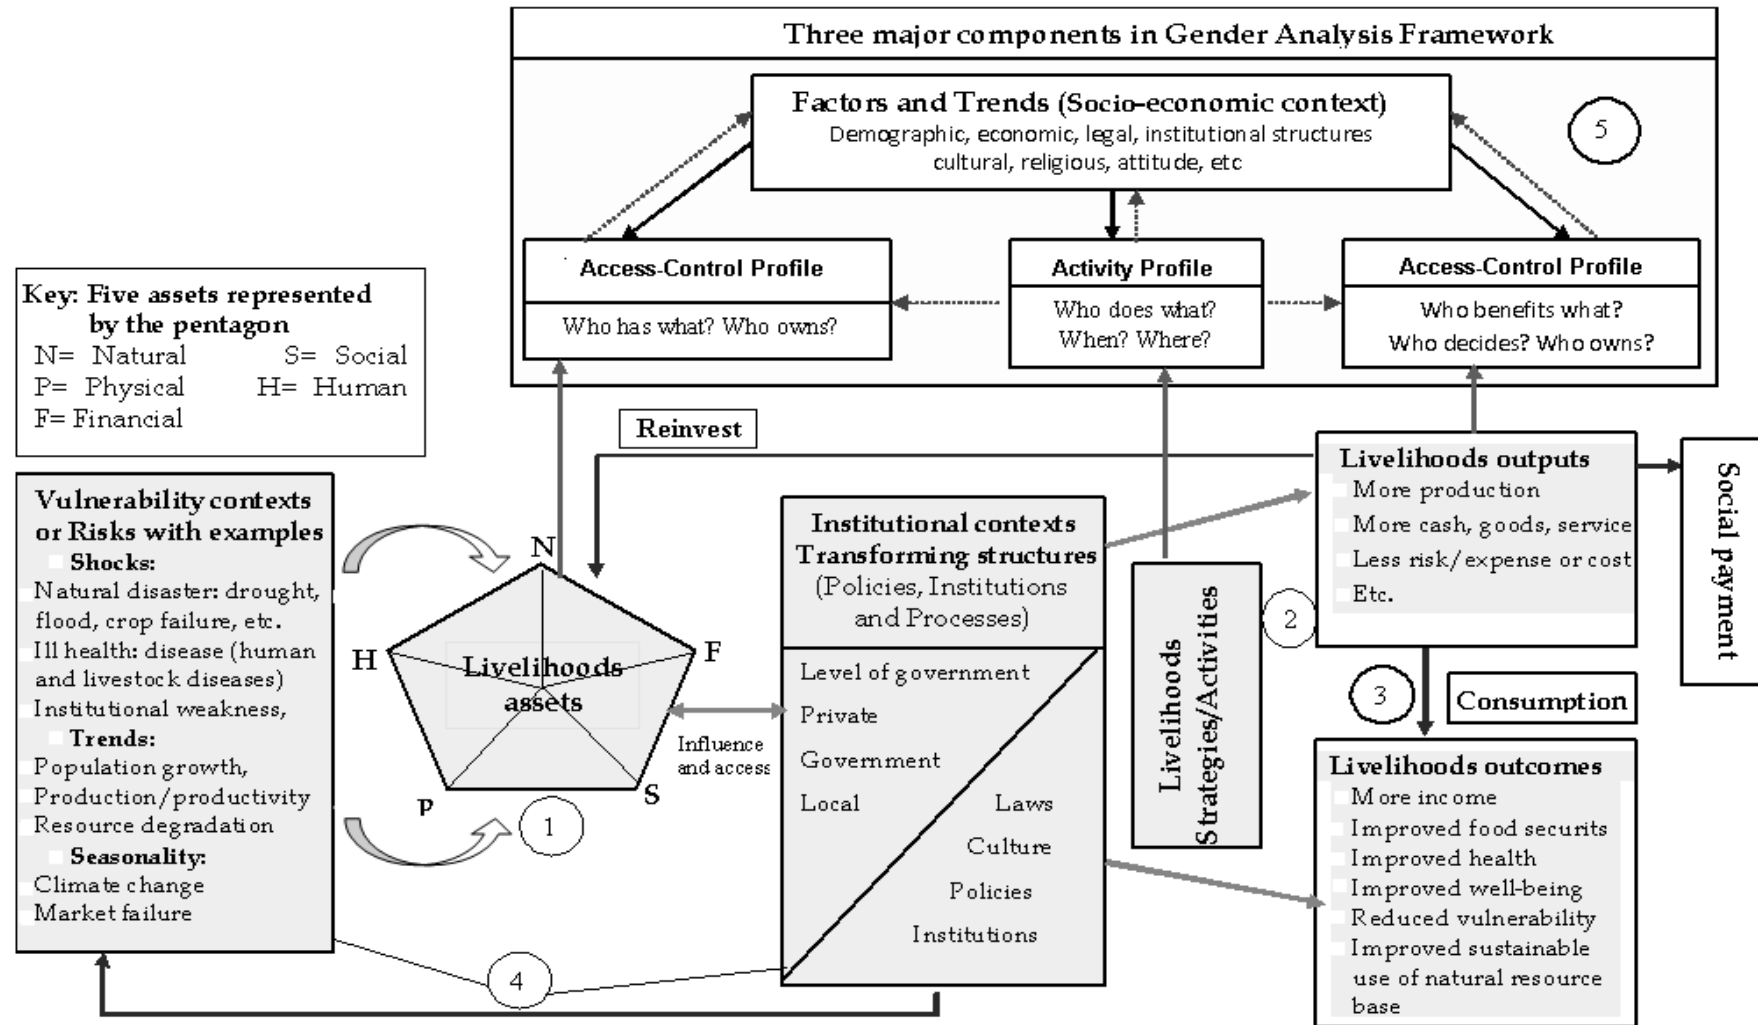 Three major components in Gender Analysis Framework
Factors and Trends (Socio-economic context)
Demographic, economic, legal, institutional structures
cultural, religious, attitude, etc
5
Access-Control Profile
Who has what? Who owns?
Activity Profile
Who does what?
When? Where?
Access-Control Profile
Who benefits what?
Who decides? Who owns?
Key: Five assets represented
by the pentagon
N= Natural S= Social
P= Physical H= Human
F= Financial
Reinvest
Vulnerability contexts
or Risks with examples
Shocks:
Natural disaster: drought,
flood, crop failure, etc.
Ill health: disease (human
and livestock diseases)
Institutional weakness,
Trends:
Population growth,
Production/productivity
Resource degradation
Seasonality:
Climate change
Market failure
N
H
F
P
S
Livelihoods
assets
1
Influence
and access
Institutional contexts
Transforming structures
(Policies, Institutions
and Processes)
Level of government
Private
Government
Local
Laws
Culture
Policies
Institutions
4
Livelihoods
Strategies/Activities
2
Livelihoods outputs
More production
More cash, goods, service
Less risk/expense or cost
Etc.
Social payment
3
Consumption
Livelihoods outcomes
More income
Improved food securits
Improved health
Improved well-being
Reduced vulnerability
Improved sustainable
use of natural resource
base